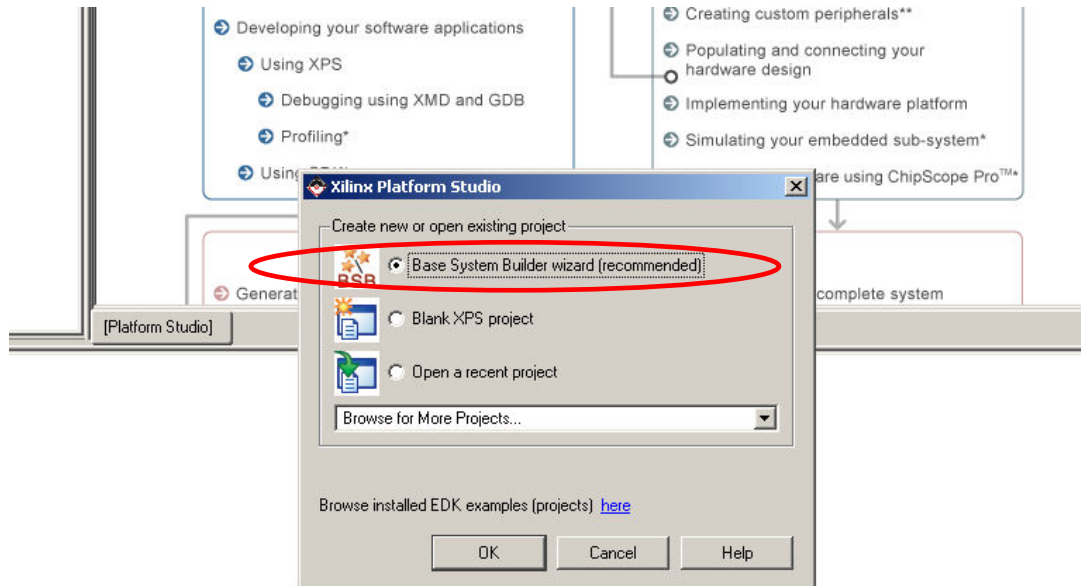 Developing your software applications
Using XPS
Debugging using XMD and GDB
Profiling*
Using
Creating custom peripherals**
Populating and connecting your
hardware design
Implementing your hardware platform
Simulating your embedded sub-system*
are using ChipScope Pro™*
complete system
[Platform Studio]
Xilinx Platform Studio
Create new or open existing project
BSB
Base System Builder wizard (recommended)
Blank XPS project
Open a recent project
Browse for More Projects...
Browse installed EDK examples (projects) here
OK Cancel Help